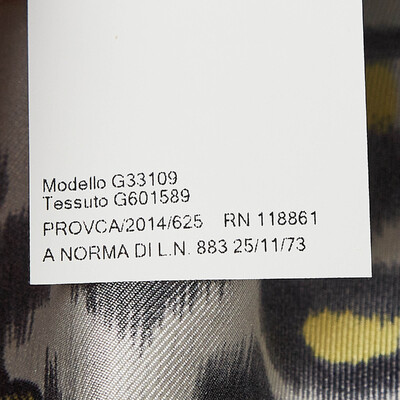 Modello G33109
Tessuto G601589
PROVCA/2014/625 RN 118861
A NORMA DI L.N. 883 25/11/73